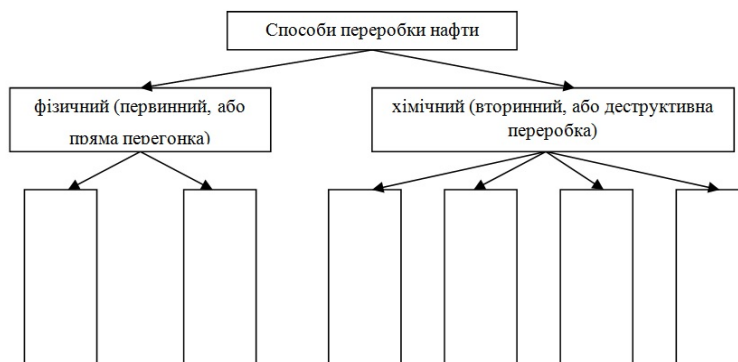 Способи переробки нафти
фізичний (первинний, або
пряма перегонка)
хімічний (вторинний, або деструктивна
переробка)